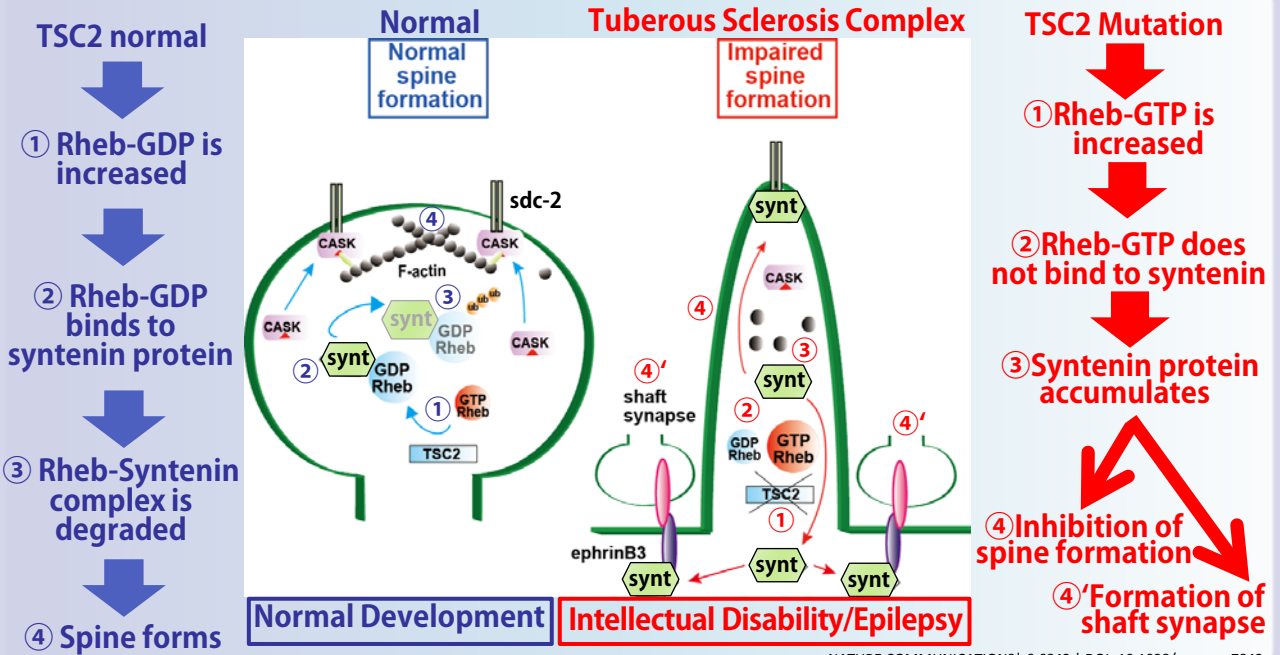 TSC2 normal
① Rheb-GDP is
increased
② Rheb-GDP
binds to
syntenin protein
③ Rheb-Syntenin
complex is
degraded
④ Spine forms
Normal
Normal
spine
formation
sdc-2
④
CASK
CASK
F-actin
③
ub ub ub
synt
GDP
Rheb
CASK
CASK
synt
②
GDP
Rheb
①
GTP
Rheb
TSC2
Normal Development
Tuberous Sclerosis Complex
Impaired
spine
formation
synt
CASK
④
③
synt
④‘
shaft
synapse
②
GDP
Rheb
GTP
Rheb
④‘
TSC2
①
ephrinB3
synt
synt
synt
Intellectual Disability/Epilepsy
TSC2 Mutation
①Rheb-GTP is
increased
②Rheb-GTP does
not bind to syntenin
③Syntenin protein
accumulates
④Inhibition of
spine formation
④‘Formation of
shaft synapse